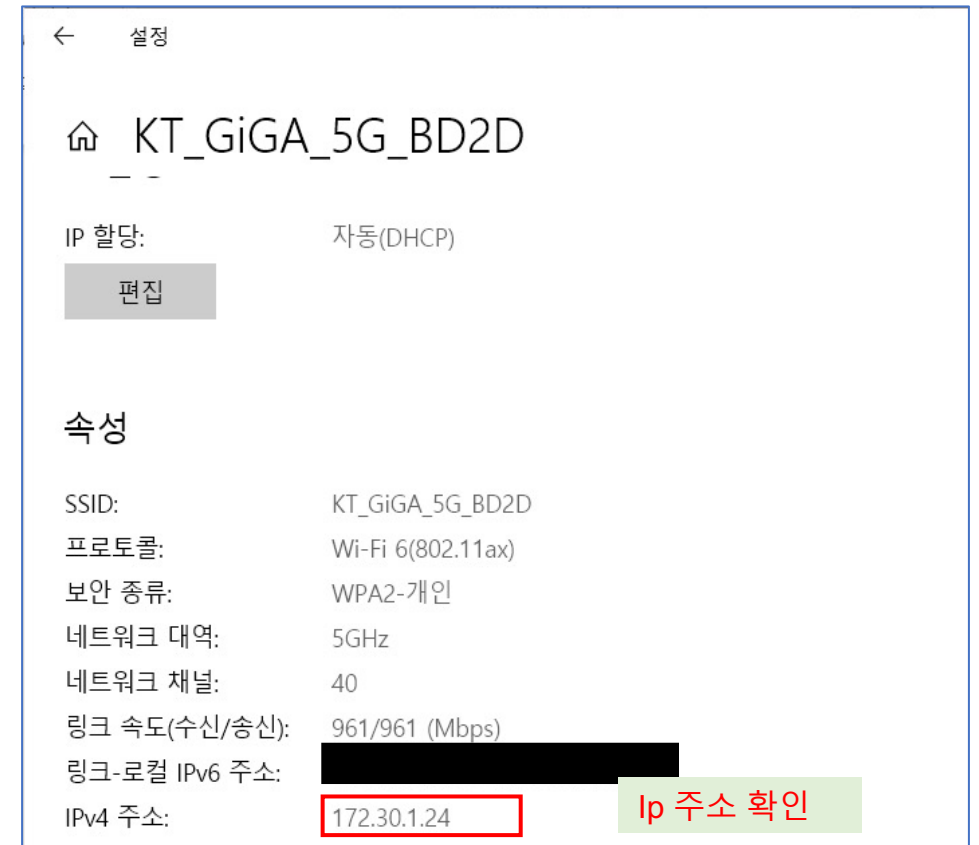 설정
KT_GiGA_5G_BD2D
IP 할당: 자동(DHCP)
편집
속성
SSID: KT_GiGA_5G_BD2D
프로토콜: Wi-Fi 6(802.11ax)
보안 종류: WPA2-개인
네트워크 대역: 5GHz
네트워크 채널: 40
링크 속도(수신/송신): 961/961 (Mbps)
링크-로컬 IPv6 주소:
IPv4 주소: 172.30.1.24
Ip 주소 확인